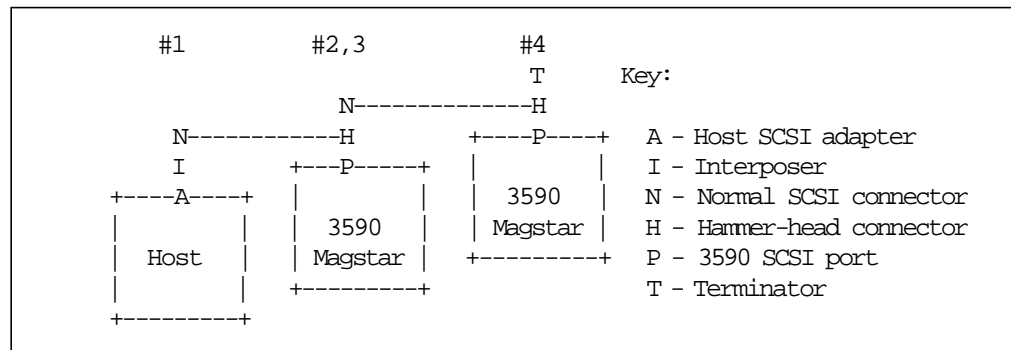 #1 #2,3 #4
T Key:
N--------------H
N------------H +----P----+ A - Host SCSI adapter
I +---P-----+ | | I - Interposer
+----A----+ | | | 3590 | N - Normal SCSI connector
| | | 3590 | | Magstar | H - Hammer-head connector
| Host | | Magstar | +---------+ P - 3590 SCSI port
| | +---------+ T - Terminator
+---------+